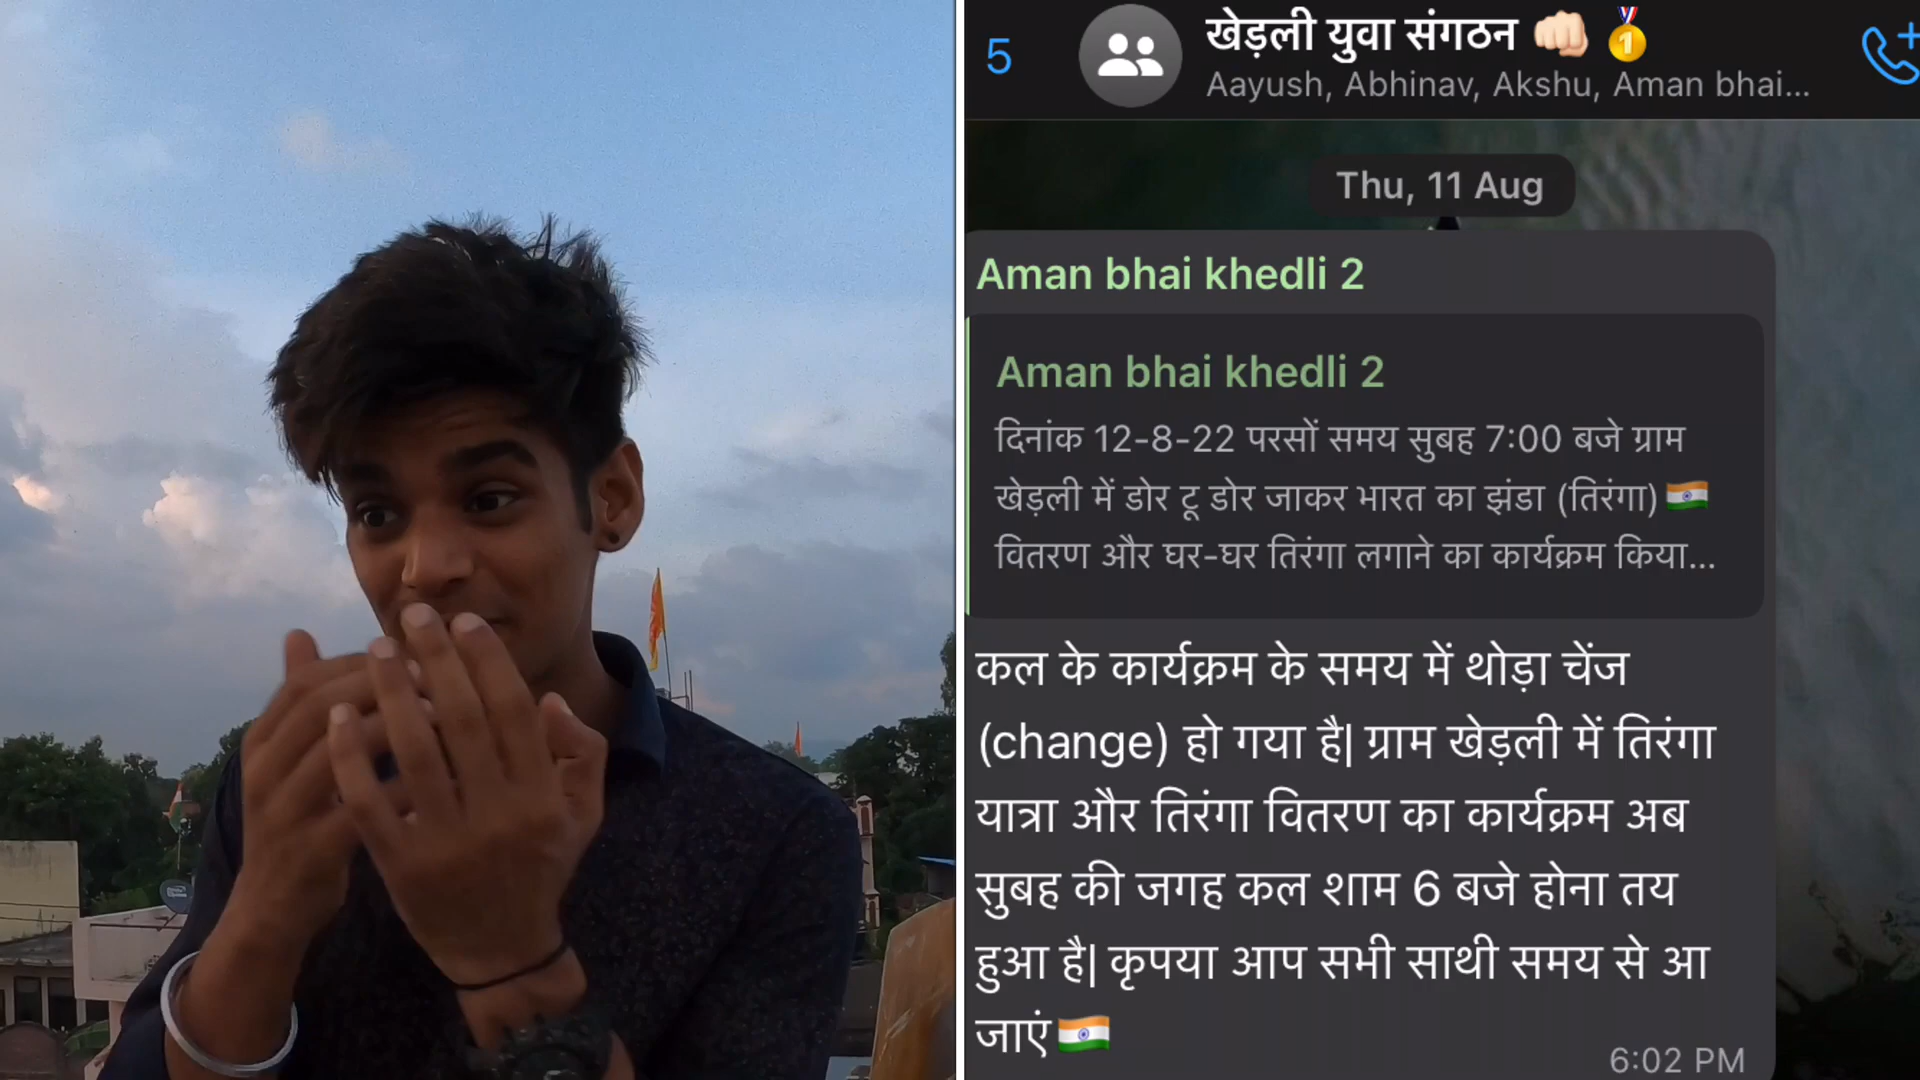 5
खेड़ली युवा संगठन 👊🏻 🏅
Aayush, Abhinav, Akshu, Aman bhai...
Thu, 11 Aug
Aman bhai khedli 2
Aman bhai khedli 2
दिनांक 12-8-22 परसों समय सुबह 7:00 बजे ग्राम
खेड़ली में डोर टू डोर जाकर भारत का झंडा (तिरंगा)🇮🇳
वितरण और घर-घर तिरंगा लगाने का कार्यक्रम किया...
कल के कार्यक्रम के समय में थोड़ा चेंज
(change) हो गया है| ग्राम खेड़ली में तिरंगा
यात्रा और तिरंगा वितरण का कार्यक्रम अब
सुबह की जगह कल शाम 6 बजे होना तय
हुआ है| कृपया आप सभी साथी समय से आ
जाएं🇮🇳
6:02 PM